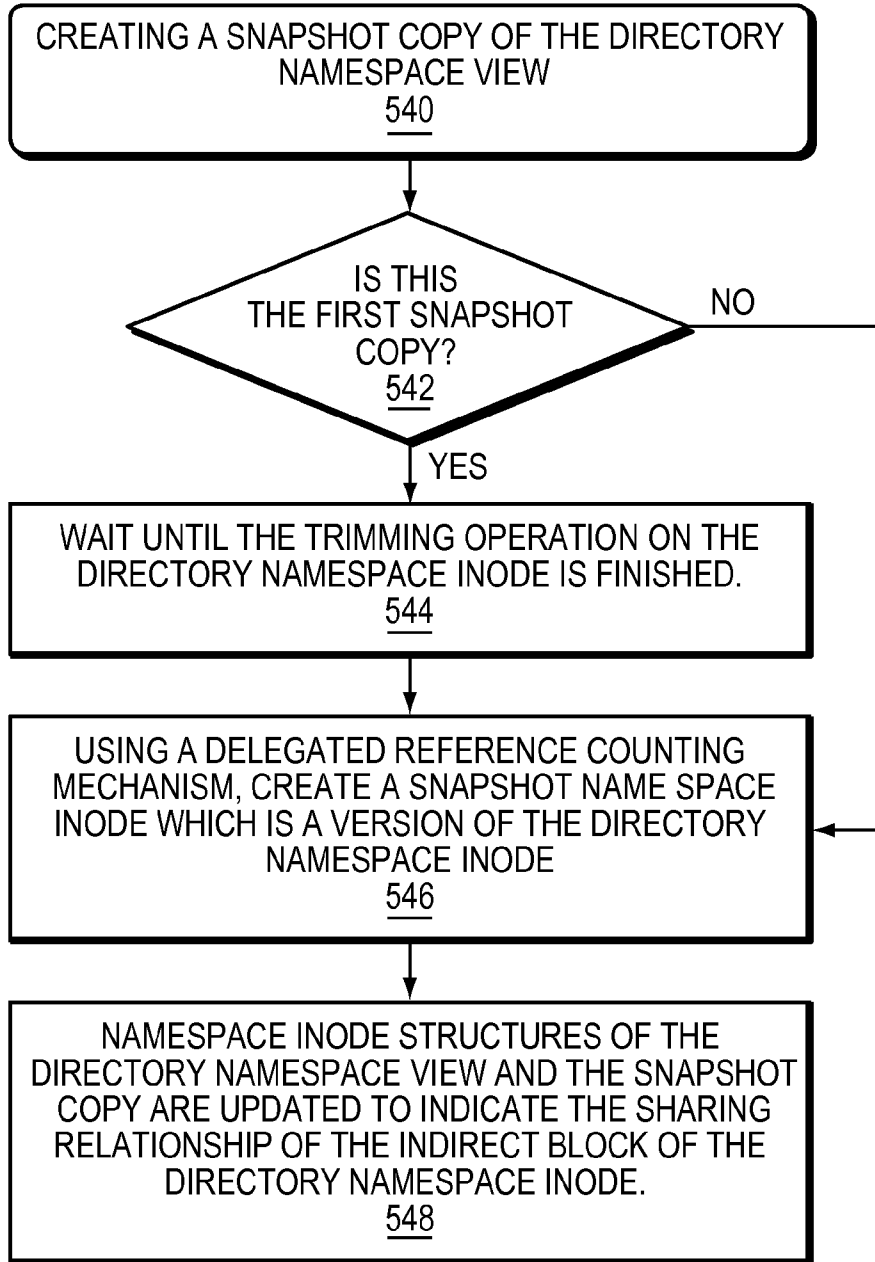 CREATING A SNAPSHOT COPY OF THE DIRECTORY
NAMESPACE VIEW
540
IS THIS
THE FIRST SNAPSHOT
COPY?
542
NO
YES
WAIT UNTIL THE TRIMMING OPERATION ON THE
DIRECTORY NAMESPACE INODE IS FINISHED.
544
USING A DELEGATED REFERENCE COUNTING
MECHANISM, CREATE A SNAPSHOT NAME SPACE
INODE WHICH IS A VERSION OF THE DIRECTORY
NAMESPACE INODE
546
NAMESPACE INODE STRUCTURES OF THE
DIRECTORY NAMESPACE VIEW AND THE SNAPSHOT
COPY ARE UPDATED TO INDICATE THE SHARING
RELATIONSHIP OF THE INDIRECT BLOCK OF THE
DIRECTORY NAMESPACE INODE.
548